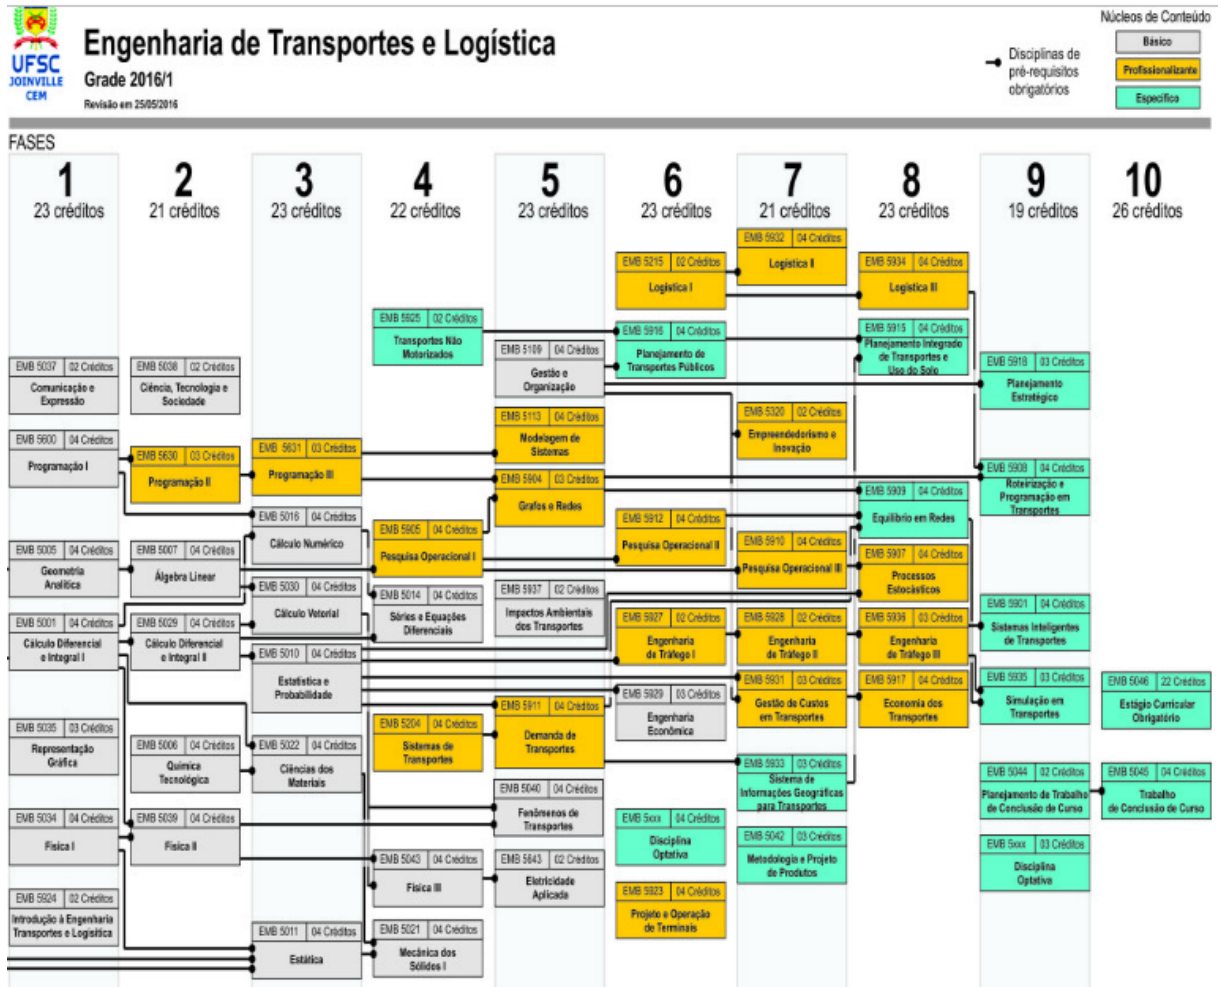 UFSC
JOINVILLE
CEM
Engenharia de Transportes e Logística
Grade 2016/1
Revisão em 25/05/2016
Disciplinas de
pré-requisitos
obrigatórios
Núcleos de Conteúdo
Básico
Profissionalizante
Específico
FASES
1
23 créditos
2
21 créditos
3
23 créditos
4
22 créditos
5
23 créditos
6
23 créditos
7
21 créditos
8
23 créditos
9
19 créditos
10
26 créditos
EMB 5037 02 Créditos
Comunicação e
Expressão
EMB 5600 04 Créditos
Programação I
EMB 5005 04 Créditos
Geometria
Analítica
EMB 5001 04 Créditos
Cálculo Diferencial
e Integral I
EMB 5035 03 Créditos
Representação
Gráfica
EMB 5034 04 Créditos
Física I
EMB 5924 02 Créditos
Introdução à Engenharia
Transportes e Logísitica
EMB 5038 02 Créditos
Ciência, Tecnologia e
Sociedade
EMB 5630 03 Créditos
Programação II
EMB 5007 04 Créditos
Álgebra Linear
EMB 5029 04 Créditos
Cálculo Diferencial
e Integral II
EMB 5006 04 Créditos
Química
Tecnológica
EMB 5039 04 Créditos
Física II
EMB 5631 03 Créditos
Programação III
EMB 5016 04 Créditos
Cálculo Numérico
EMB 5030 04 Créditos
Cálculo Vetorial
EMB 5010 04 Créditos
Estatística e
Probabilidade
EMB 5022 04 Créditos
Ciências dos
Materiais
EMB 5011 04 Créditos
Estática
EMB 5925 02 Créditos
Transportes Não
Motorizados
EMB 5905 04 Créditos
Pesquisa Operacional I
EMB 5014 04 Créditos
Séries e Equações
Diferenciais
EMB 5204 04 Créditos
Sistemas de
Transportes
EMB 5043 04 Créditos
Física III
EMB 5021 04 Créditos
Mecânica dos
Sólidos I
EMB 5109 04 Créditos
Gestão e
Organização
EMB 5113 04 Créditos
Modelagem de
Sistemas
EMB 5904 03 Créditos
Grafos e Redes
EMB 5937 02 Créditos
Impactos Ambientais
dos Transportes
EMB 5911 04 Créditos
Demanda de
Transportes
EMB 5040 04 Créditos
Fenômenos de
Transportes
EMB 5643 02 Créditos
Eletricidade
Aplicada
EMB 5215 02 Créditos
Logística I
EMB 5916 04 Créditos
Planejamento de
Transportes Públicos
EMB 5912 04 Créditos
Pesquisa Operacional II
EMB 5927 02 Créditos
Engenharia
de Tráfego I
EMB 5929 03 Créditos
Engenharia
Econômica
EMB 5xxx 04 Créditos
Disciplina
Optativa
EMB 5923 04 Créditos
Projeto e Operação
de Terminais
EMB 5932 04 Créditos
Logística II
EMB 5320 02 Créditos
Empreendedorismo e
Inovação
EMB 5910 04 Créditos
Pesquisa Operacional III
EMB 5928 02 Créditos
Engenharia
de Tráfego II
EMB 5931 03 Créditos
Gestão de Custos
em Transportes
EMB 5933 03 Créditos
Sistema de
Informações Geográficas
para Transportes
EMB 5042 03 Créditos
Metodologia e Projeto
de Produtos
EMB 5934 04 Créditos
Logística III
EMB 5915 04 Créditos
Planejamento Integrado
de Transportes e
Uso do Solo
EMB 5909 04 Créditos
Equilíbrio em Redes
EMB 5907 04 Créditos
Processos
Estocásticos
EMB 5936 03 Créditos
Engenharia
de Tráfego III
EMB 5917 04 Créditos
Economia dos
Transportes
EMB 5918 03 Créditos
Planejamento
Estratégico
EMB 5908 04 Créditos
Roteirização e
Programação em
Transportes
EMB 5901 04 Créditos
Sistemas Inteligentes
de Transportes
EMB 5935 03 Créditos
Simulação em
Transportes
EMB 5044 02 Créditos
Planejamento de Trabalho
de Conclusão de Curso
EMB 5xxx 03 Créditos
Disciplina
Optativa
EMB 5046 22 Créditos
Estágio Curricular
Obrigatório
EMB 5045 04 Créditos
Trabalho
de Conclusão de Curso